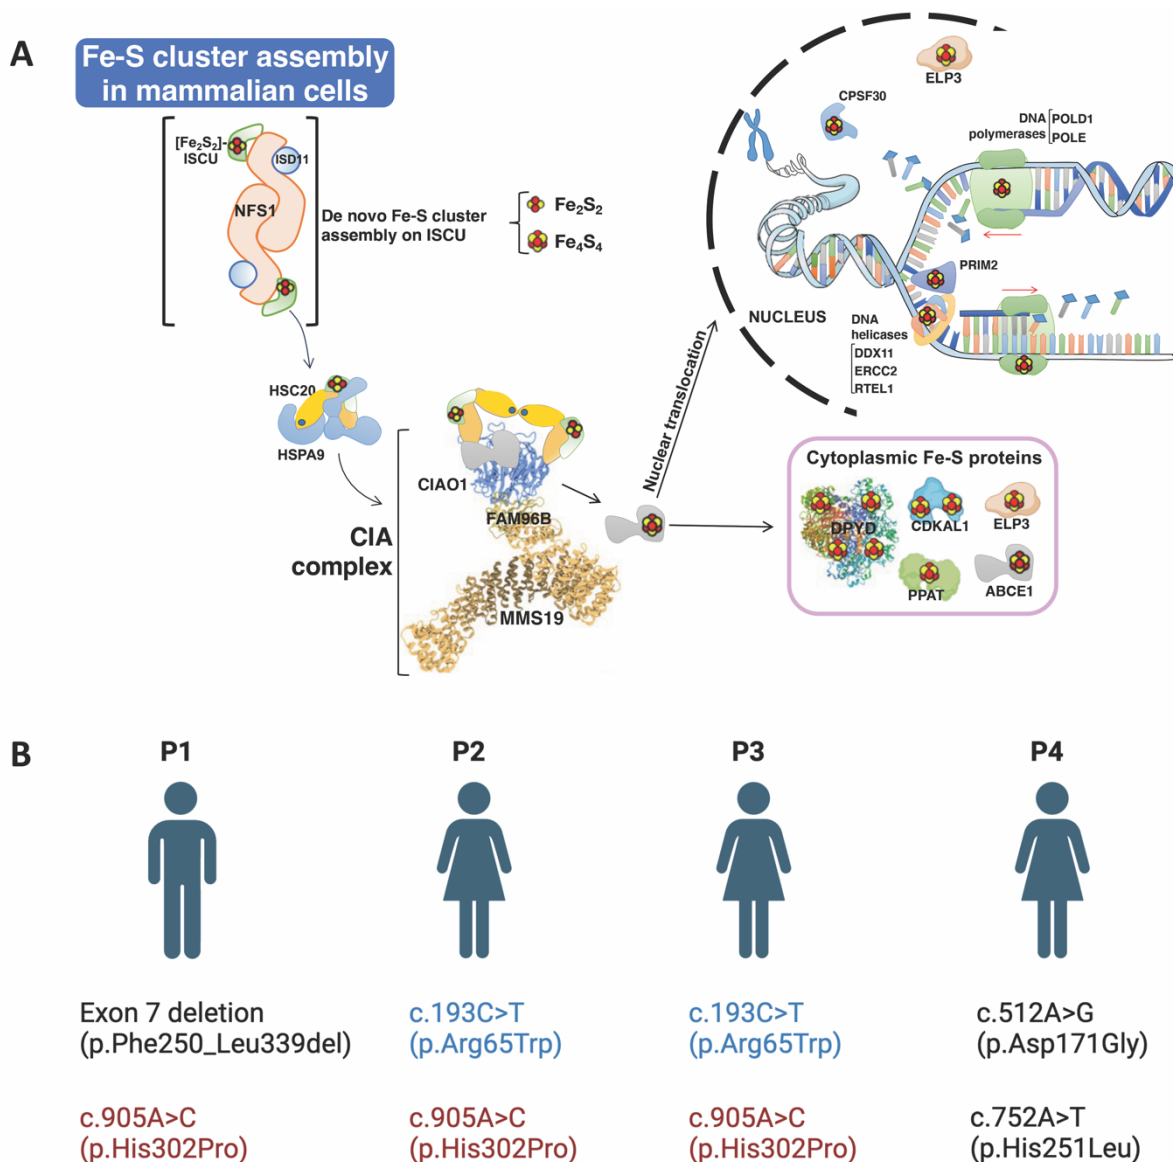 A
Fe-S cluster assembly
in mammalian cells
[Fe₂S₂]-
ISCU
ISD11
NFS1
De novo Fe-S cluster
assembly on ISCU
Fe₂S₂
Fe₄S₄
HSC20
HSPA9
CIA
complex
CIAO1
FAM96B
MMS19
Nuclear translocation
NUCLEUS
ELP3
CPSF30
DNA
polymerases
POLD1
POLE
PRIM2
DNA
helicases
DDX11
ERCC2
RTEL1
Cytoplasmic Fe-S proteins
DPYD
CDKAL1
ELP3
PPAT
ABCE1
B
P1
P2
P3
P4
Exon 7 deletion
(p.Phe250_Leu339del)
c.905A>C
(p.His302Pro)
c.193C>T
(p.Arg65Trp)
c.905A>C
(p.His302Pro)
c.193C>T
(p.Arg65Trp)
c.905A>C
(p.His302Pro)
c.512A>G
(p.Asp171Gly)
c.752A>T
(p.His251Leu)